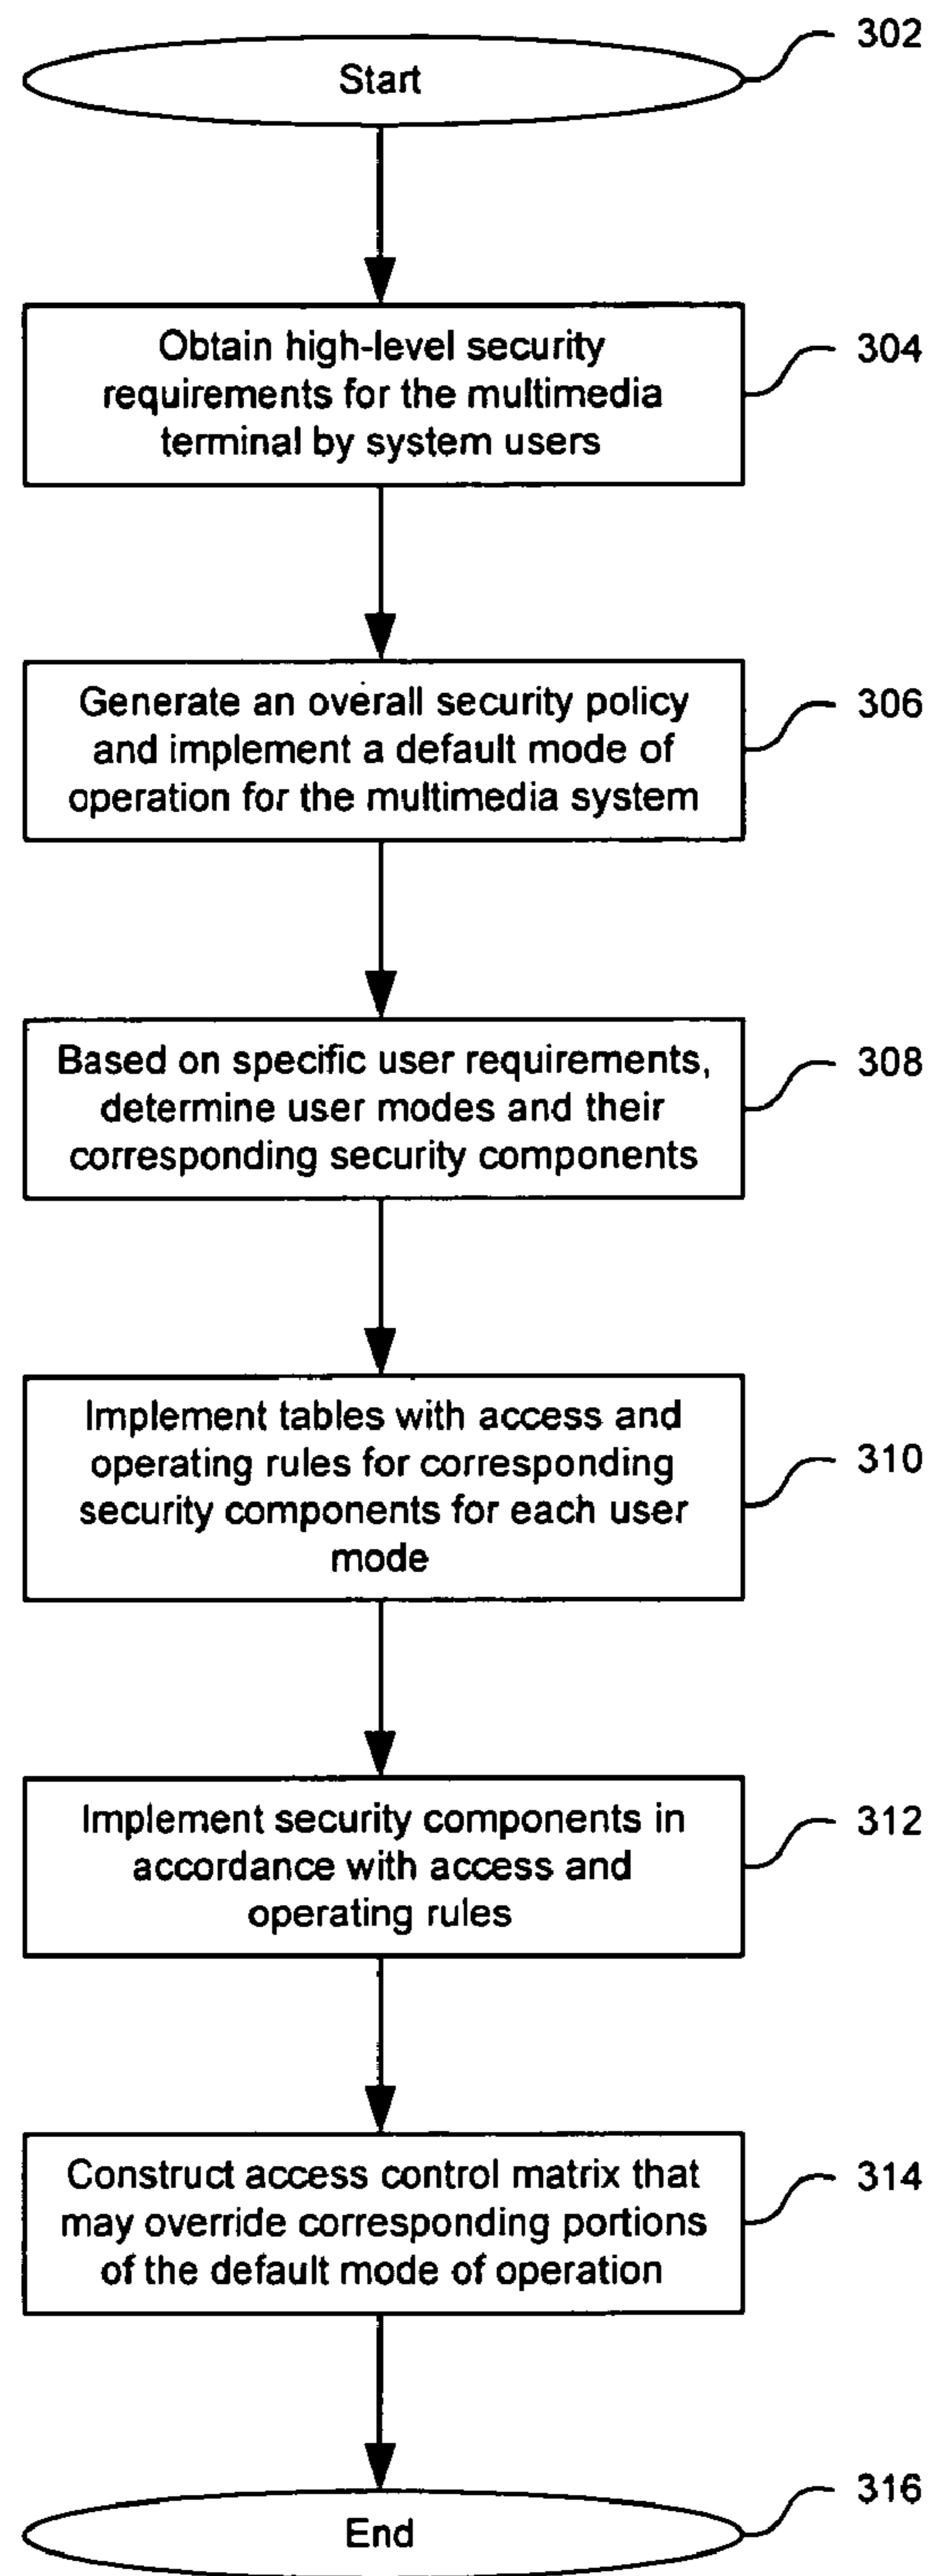 Start
302
Obtain high-level security
requirements for the multimedia
terminal by system users
304
Generate an overall security policy
and implement a default mode of
operation for the multimedia system
306
Based on specific user requirements,
determine user modes and their
corresponding security components
308
Implement tables with access and
operating rules for corresponding
security components for each user
mode
310
Implement security components in
accordance with access and
operating rules
312
Construct access control matrix that
may override corresponding portions
of the default mode of operation
314
End
316